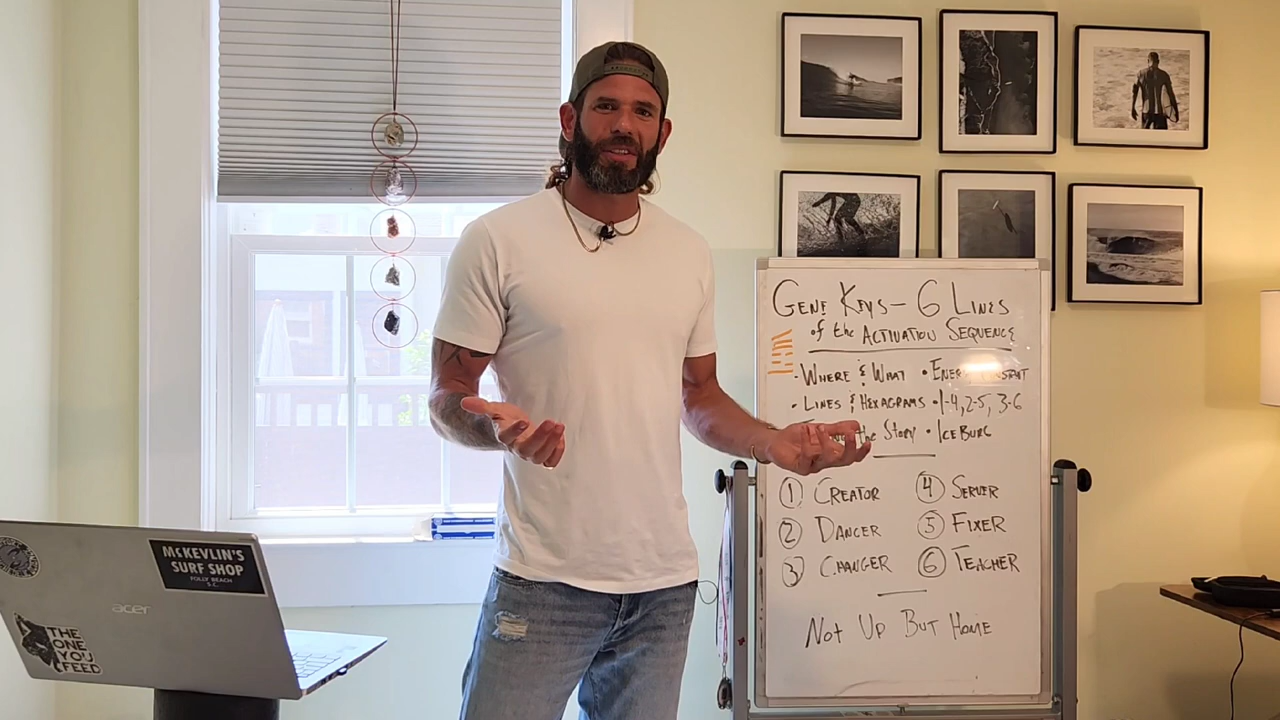 GENE KEYS - 6 LINES
of the ACTIVATION SEQUENCE
• WHERE & WHAT • 
• LINES & HEXAGRAMS • 1-4, 2-5, 3-6
the STORY • ICEBURG
① CREATOR ④ SERVER
② DANCER ⑤ FIXER
③ CHANGER ⑥ TEACHER
NOT UP BUT HOME
McKEVLIN'S
SURF SHOP
FOLLY BEACH
S.C.
acer
THE
ONE
YOU
FEED